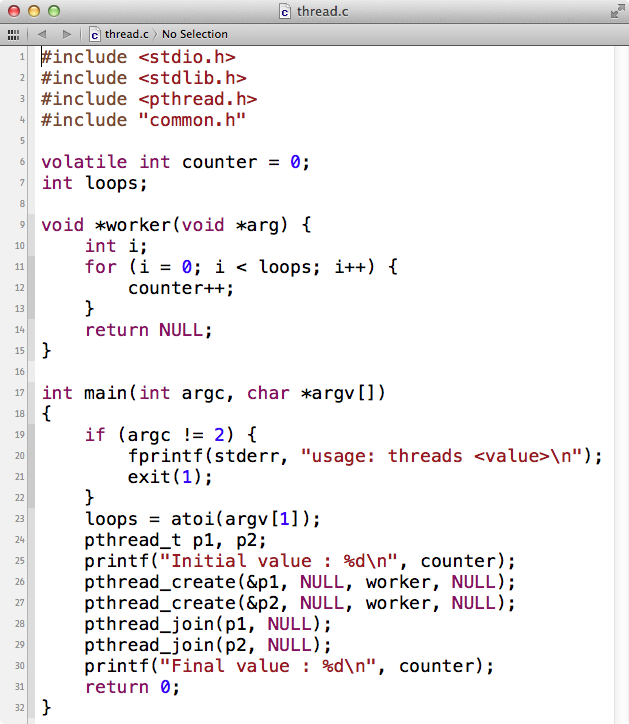 thread.c
thread.c 〉 No Selection
1 #include <stdio.h>
2 #include <stdlib.h>
3 #include <pthread.h>
4 #include "common.h"
5
6 volatile int counter = 0;
7 int loops;
8
9 void *worker(void *arg) {
10     int i;
11     for (i = 0; i < loops; i++) {
12         counter++;
13     }
14     return NULL;
15 }
16
17 int main(int argc, char *argv[])
18 {
19     if (argc != 2) {
20         fprintf(stderr, "usage: threads <value>\n");
21         exit(1);
22     }
23     loops = atoi(argv[1]);
24     pthread_t p1, p2;
25     printf("Initial value : %d\n", counter);
26     pthread_create(&p1, NULL, worker, NULL);
27     pthread_create(&p2, NULL, worker, NULL);
28     pthread_join(p1, NULL);
29     pthread_join(p2, NULL);
30     printf("Final value : %d\n", counter);
31     return 0;
32 }